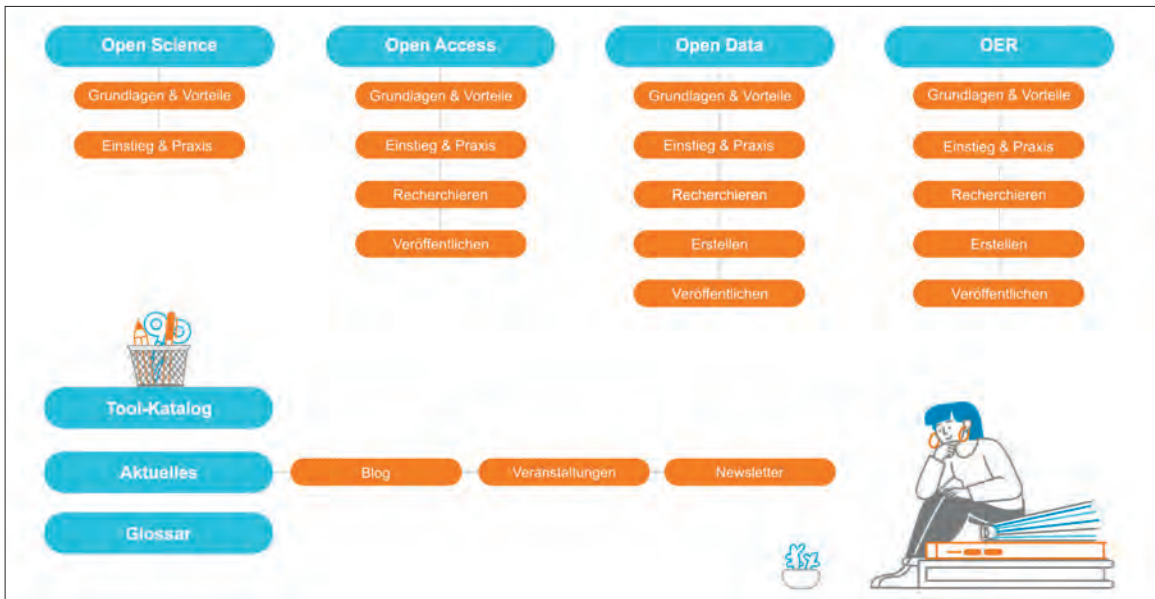 Open Science
Grundlagen & Vorteile
Einstieg & Praxis
Open Access
Grundlagen & Vorteile
Einstieg & Praxis
Recherchieren
Veröffentlichen
Open Data
Grundlagen & Vorteile
Einstieg & Praxis
Recherchieren
Erstellen
Veröffentlichen
OER
Grundlagen & Vorteile
Einstieg & Praxis
Recherchieren
Erstellen
Veröffentlichen
Tool-Katalog
Aktuelles
Blog
Veranstaltungen
Newsletter
Glossar